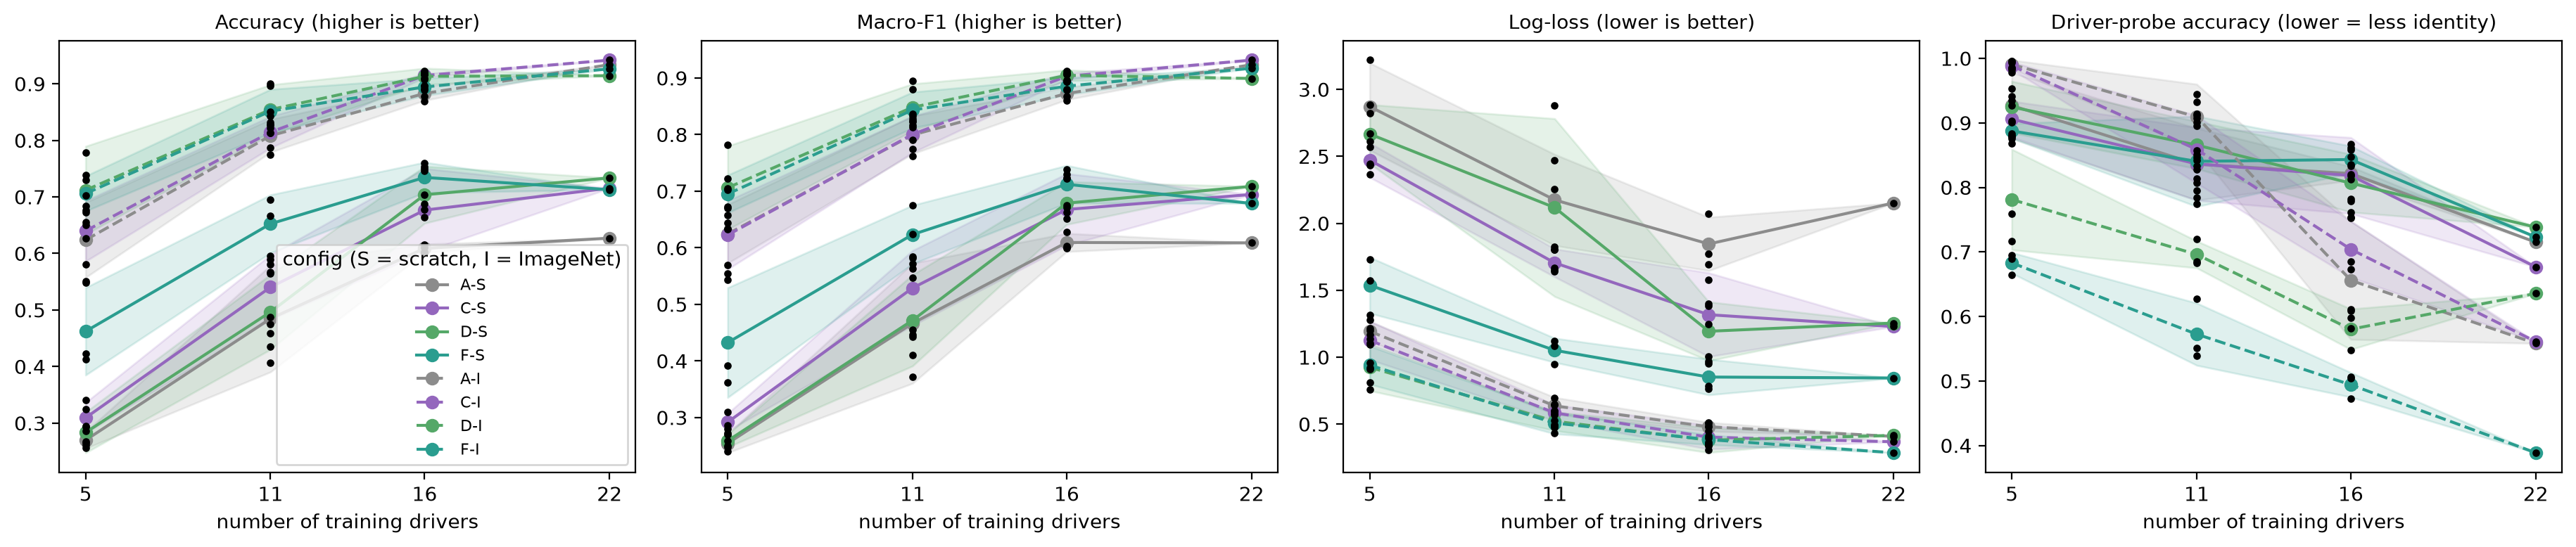 Accuracy (higher is better)
0.9
0.8
0.7
0.6
0.5
0.4
0.3
config (S = scratch, I = ImageNet)
A-S
C-S
D-S
F-S
A-I
C-I
D-I
F-I
5 11 16 22
number of training drivers
Macro-F1 (higher is better)
0.9
0.8
0.7
0.6
0.5
0.4
0.3
5 11 16 22
number of training drivers
Log-loss (lower is better)
3.0
2.5
2.0
1.5
1.0
0.5
5 11 16 22
number of training drivers
Driver-probe accuracy (lower = less identity)
1.0
0.9
0.8
0.7
0.6
0.5
0.4
5 11 16 22
number of training drivers